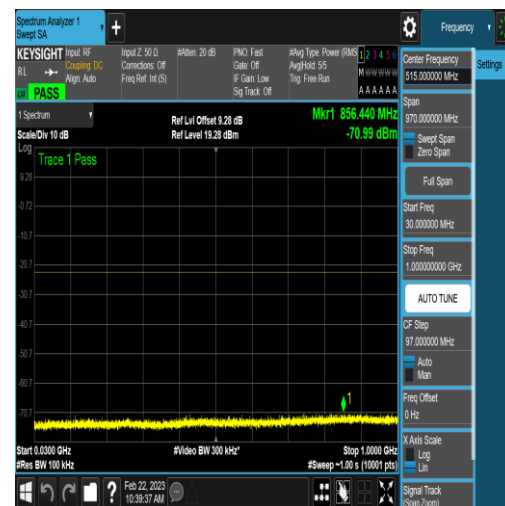 Spectrum Analyzer 1
Swept SA
+
Frequency
KEYSIGHT
RL
PASS
Input: RF
Coupling: DC
Align: Auto
Input Z: 50 Ω
Corrections: Off
Freq Ref: Int (S)
#Atten: 20 dB
PNO: Fast
Gate: Off
IF Gain: Low
Sig Track: Off
#Avg Type: Power (RMS
Avg|Hold: 5/5
Trig: Free Run
1 2 3 4 5 6
M W W W W W
A A A A A A
Center Frequency
515.000000 MHz
Settings
1 Spectrum
Scale/Div 10 dB
Ref Lvl Offset 9.28 dB
Ref Level 19.28 dBm
Mkr1 856.440 MHz
-70.99 dBm
Span
970.000000 MHz
Swept Span
Zero Span
Full Span
Start Freq
30.000000 MHz
Stop Freq
1.000000000 GHz
AUTO TUNE
CF Step
97.000000 MHz
Auto
Man
Freq Offset
0 Hz
X Axis Scale
Log
Lin
Signal Track
(Span Zoom)
Log
Trace 1 Pass
9.28
-0.72
-10.7
-20.7
-30.7
-40.7
-50.7
-60.7
-70.7
1
Start 0.0300 GHz
#Res BW 100 kHz
#Video BW 300 kHz*
Stop 1.0000 GHz
#Sweep ~1.00 s (10001 pts)
?
Feb 22, 2023
10:39:37 AM